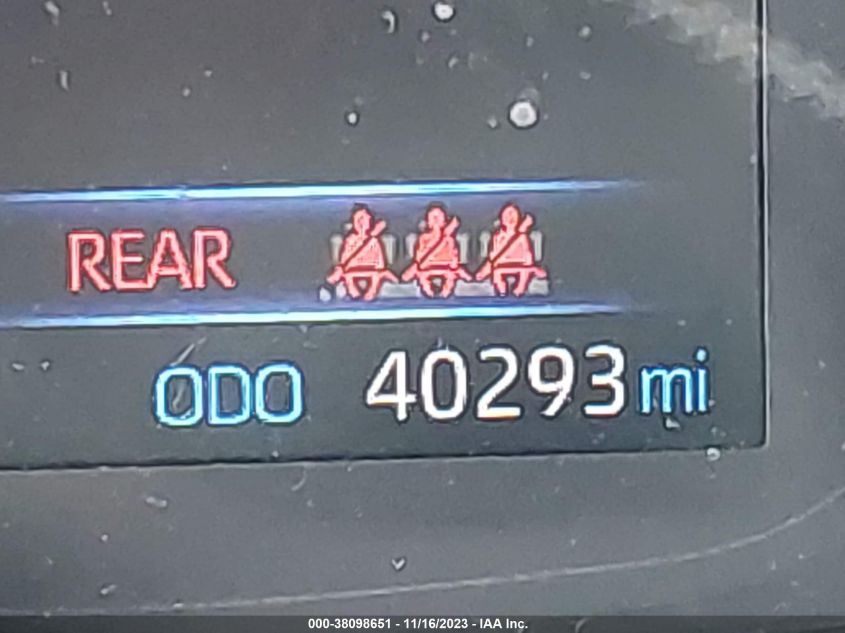 REAR
ODO 40293 mi
000-38098651 - 11/16/2023 - IAA Inc.